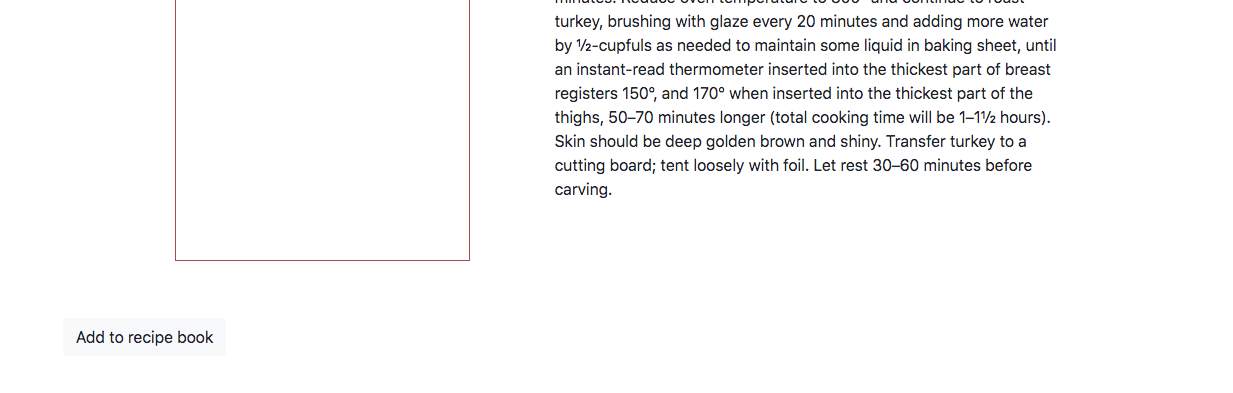 turkey, brushing with glaze every 20 minutes and adding more water
by ½-cupfuls as needed to maintain some liquid in baking sheet, until
an instant-read thermometer inserted into the thickest part of breast
registers 150°, and 170° when inserted into the thickest part of the
thighs, 50–70 minutes longer (total cooking time will be 1–1½ hours).
Skin should be deep golden brown and shiny. Transfer turkey to a
cutting board; tent loosely with foil. Let rest 30–60 minutes before
carving.
Add to recipe book